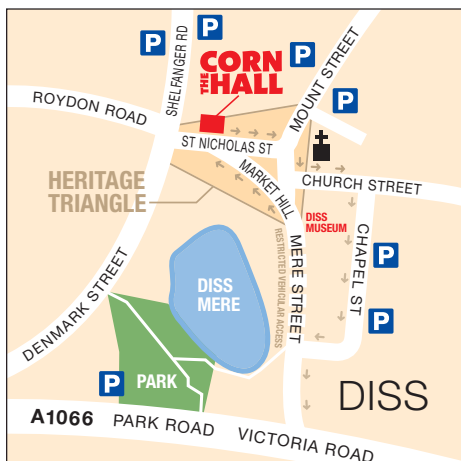 P
P
P
P
SHELFANGER RD
CORN
THE
HALL
MOUNT STREET
ROYDON ROAD
ST NICHOLAS ST
HERITAGE
TRIANGLE
MARKET HILL
CHURCH STREET
DISS
MUSEUM
RESTRICTED VEHICULAR ACCESS
MERE STREET
CHAPEL ST
P
P
DISS
MERE
DENMARK STREET
P
PARK
DISS
A1066 PARK ROAD VICTORIA ROAD